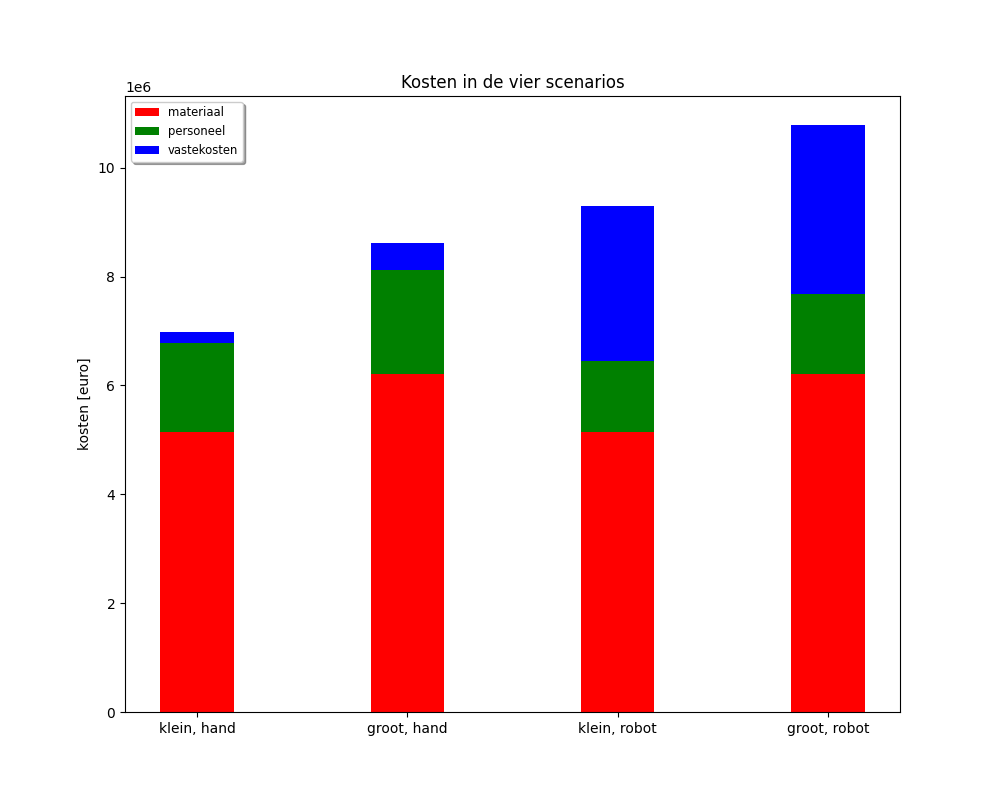 Kosten in de vier scenarios
1e6
materiaal
personeel
vastekosten
kosten [euro]
10
8
6
4
2
0
klein, hand
groot, hand
klein, robot
groot, robot